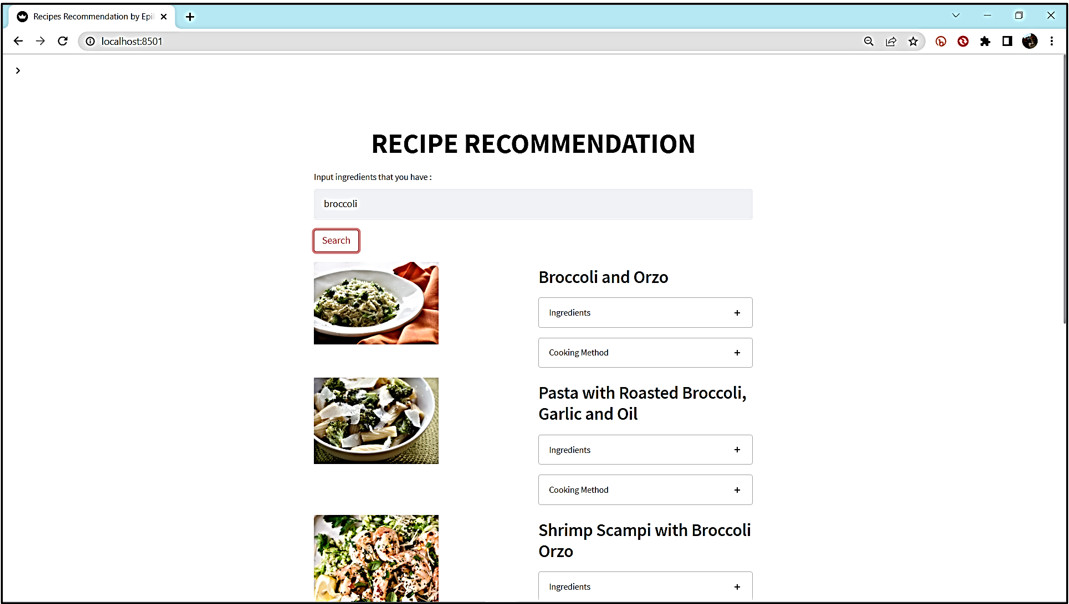 Recipes Recommendation by Epi
localhost:8501
RECIPE RECOMMENDATION
Input ingredients that you have :
broccoli
Search
Broccoli and Orzo
Ingredients
Cooking Method
Pasta with Roasted Broccoli,
Garlic and Oil
Ingredients
Cooking Method
Shrimp Scampi with Broccoli
Orzo
Ingredients